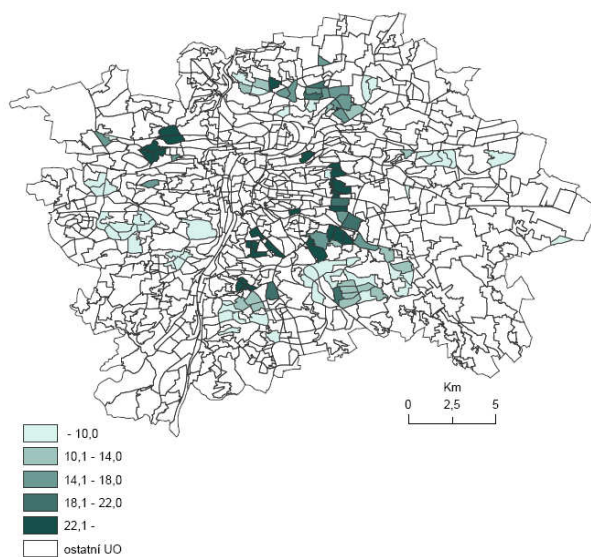 Km
0 2,5 5
- 10,0
10,1 - 14,0
14,1 - 18,0
18,1 - 22,0
22,1 -
ostatní UO